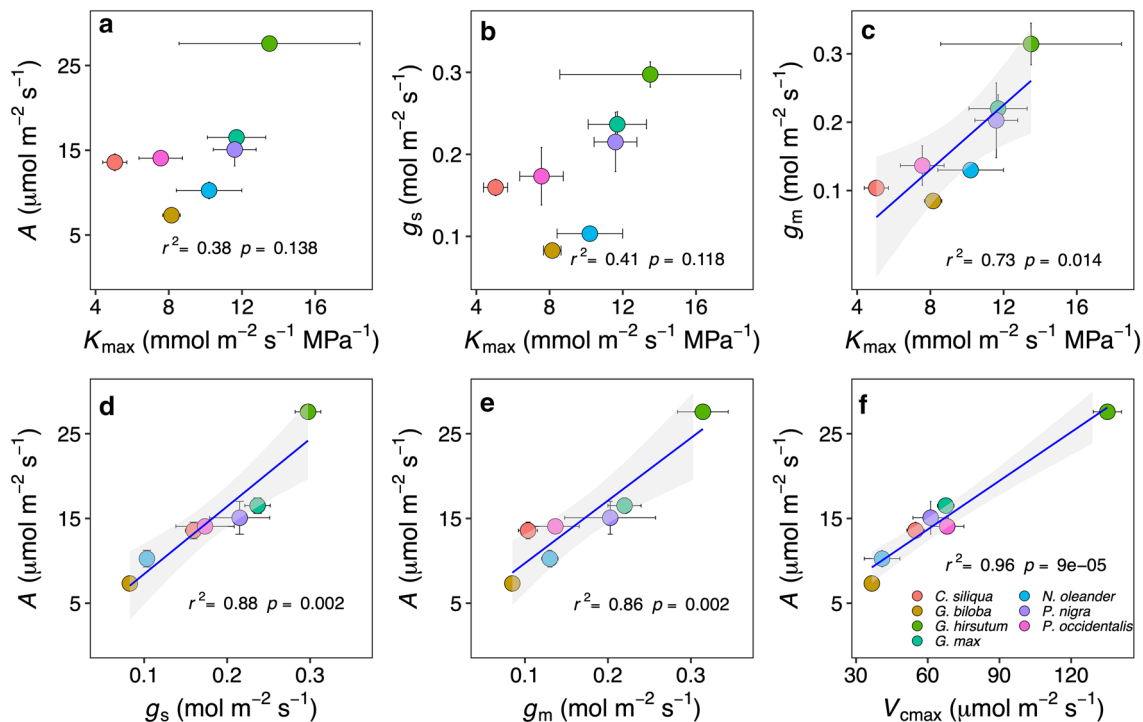 a
25
15
5
A (μmol m⁻² s⁻¹)
r² = 0.38 p = 0.138
4 8 12 16
Kmax (mmol m⁻² s⁻¹ MPa⁻¹)
b
0.3
0.2
0.1
gs (mol m⁻² s⁻¹)
r² = 0.41 p = 0.118
4 8 12 16
Kmax (mmol m⁻² s⁻¹ MPa⁻¹)
c
0.3
0.2
0.1
gm (mol m⁻² s⁻¹)
r² = 0.73 p = 0.014
4 8 12 16
Kmax (mmol m⁻² s⁻¹ MPa⁻¹)
d
25
15
5
A (μmol m⁻² s⁻¹)
r² = 0.88 p = 0.002
0.1 0.2 0.3
gs (mol m⁻² s⁻¹)
e
25
15
5
A (μmol m⁻² s⁻¹)
r² = 0.86 p = 0.002
0.1 0.2 0.3
gm (mol m⁻² s⁻¹)
f
25
15
5
A (μmol m⁻² s⁻¹)
r² = 0.96 p = 9e−05
C. siliqua
G. biloba
G. hirsutum
G. max
N. oleander
P. nigra
P. occidentalis
30 60 90 120
Vcmax (μmol m⁻² s⁻¹)